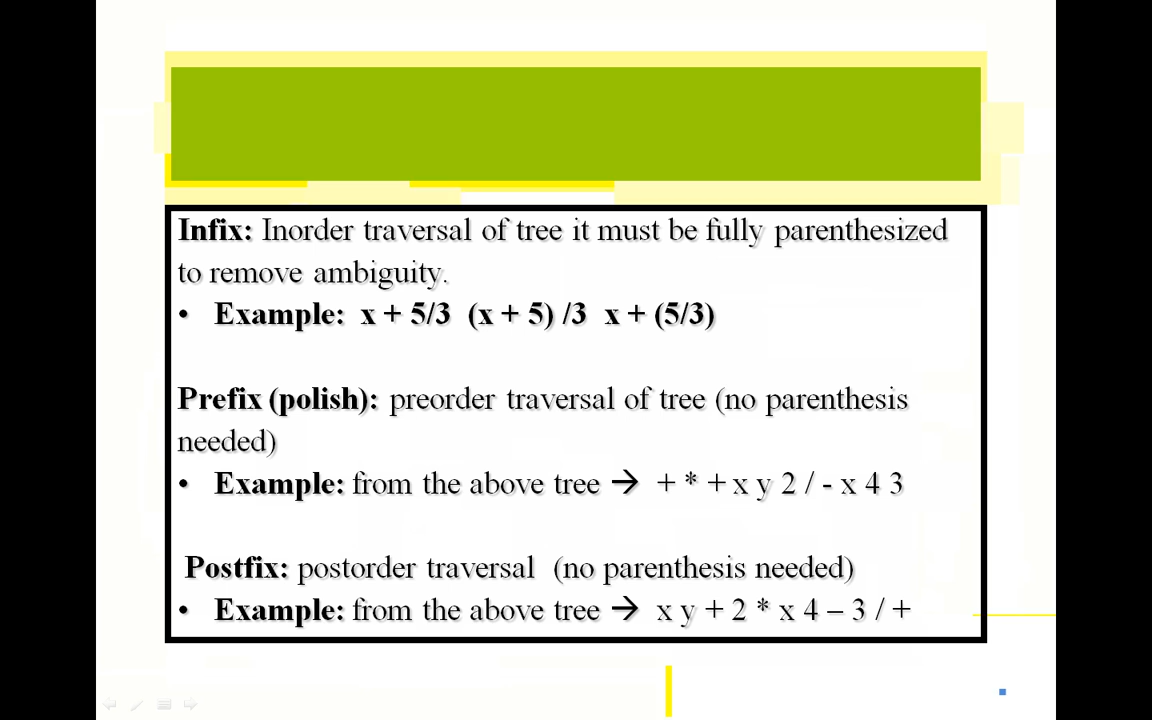 Infix: Inorder traversal of tree it must be fully parenthesized
to remove ambiguity.
• Example: x + 5/3 (x + 5) /3 x + (5/3)
Prefix (polish): preorder traversal of tree (no parenthesis
needed)
• Example: from the above tree → + * + x y 2 / - x 4 3
Postfix: postorder traversal (no parenthesis needed)
• Example: from the above tree → x y + 2 * x 4 – 3 / +